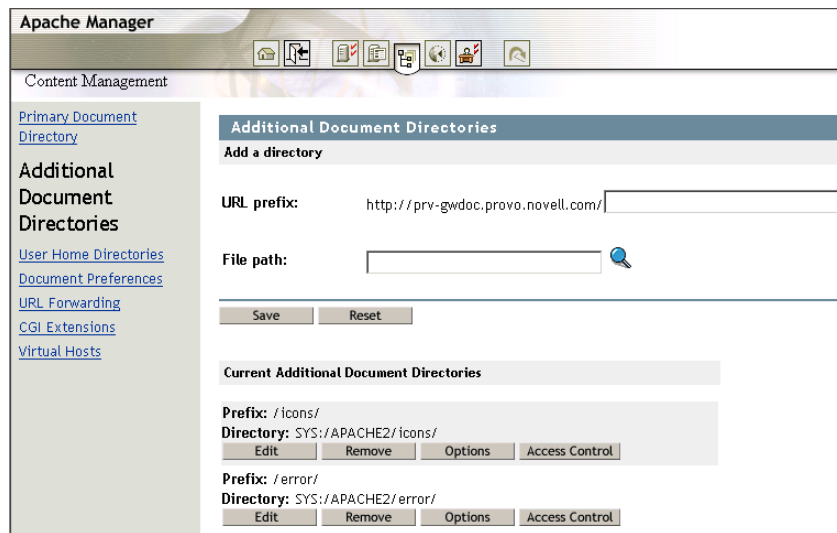 Apache Manager
Content Management
Primary Document
Directory
Additional
Document
Directories
User Home Directories
Document Preferences
URL Forwarding
CGI Extensions
Virtual Hosts
Additional Document Directories
Add a directory
URL prefix: http://prv-gwdoc.provo.novell.com/
File path:
Save Reset
Current Additional Document Directories
Prefix: /icons/
Directory: SYS:/APACHE2/icons/
Edit Remove Options Access Control
Prefix: /error/
Directory: SYS:/APACHE2/error/
Edit Remove Options Access Control